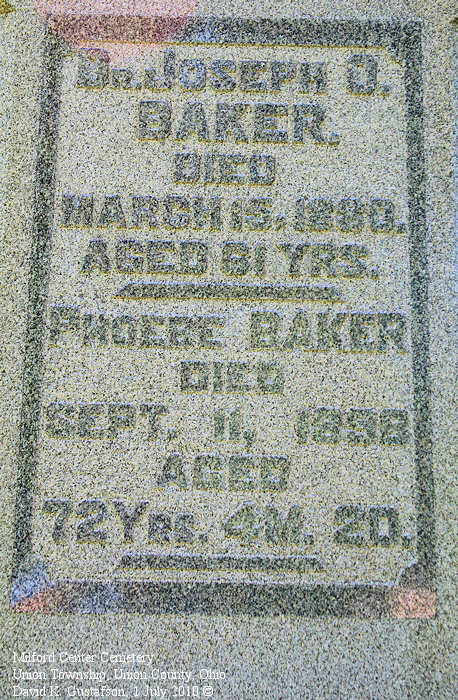 Dr. Joseph O.
BAKER.
DIED
MARCH 15, 1880.
AGED 61 YRS.
PHOEBE BAKER
DIED
SEPT. 11, 1898
AGED
72 YRS. 4 M. 2 D.
Milford Center Cemetery
Union Township, Union County, Ohio
David K. Gustafson, 1 July 2018 ©